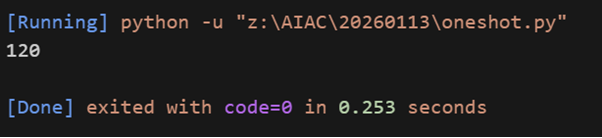 [Running] python -u "z:\AIAC\20260113\oneshot.py"
120
[Done] exited with code=0 in 0.253 seconds